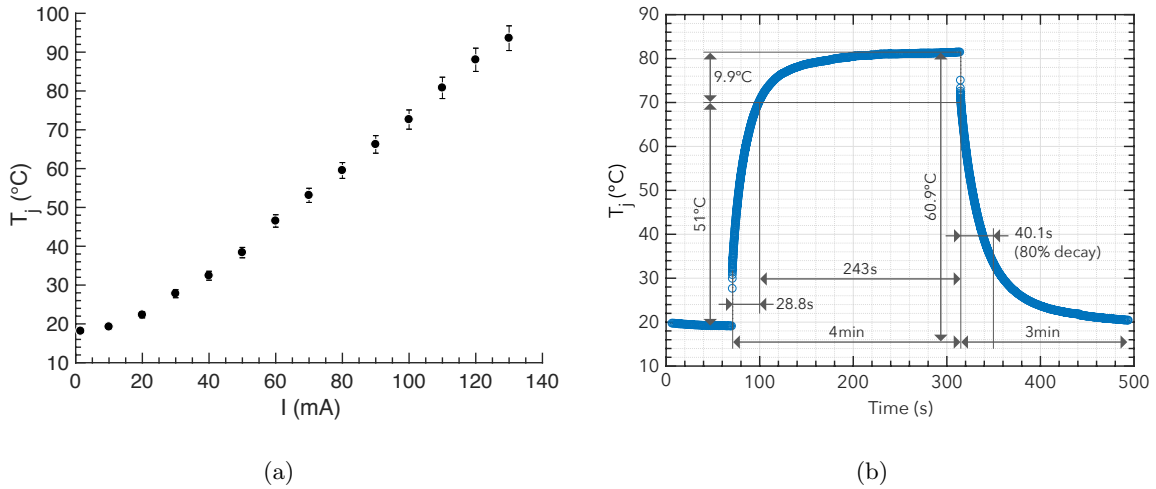 100
90
80
70
60
50
40
30
20
10
T_j (°C)
0 20 40 60 80 100 120 140
I (mA)
(a)
90
80
70
60
50
40
30
20
10
T_j (°C)
9.9°C
51°C
60.9°C
40.1s
(80% decay)
243s
28.8s
4min
3min
0 100 200 300 400 500
Time (s)
(b)